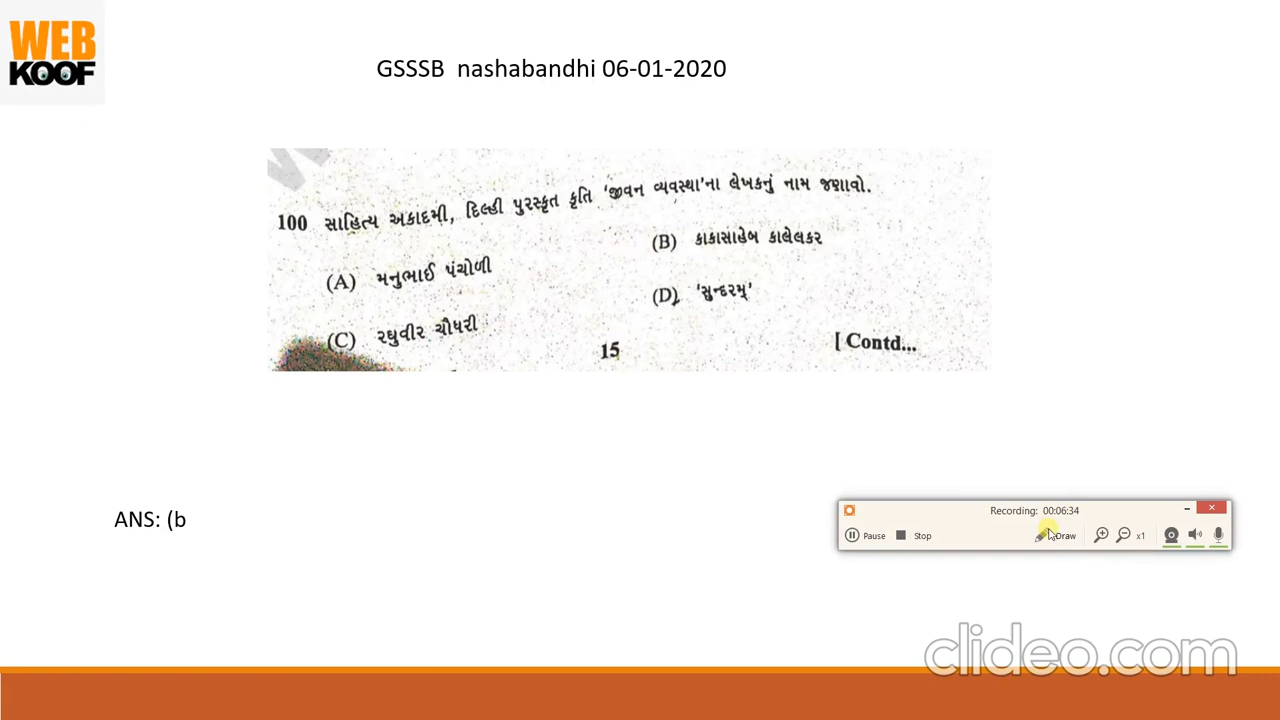 WEB
KOOF
GSSSB nashabandhi 06-01-2020
100 સાહિત્ય અકાદમી, દિલ્હી પુરસ્કૃત કૃતિ 'જીવન વ્યવસ્થા'ના લેખકનું નામ જણાવો.
(A) મનુભાઈ પંચોળી (B) કાકાસાહેબ કાલેલકર
(C) રઘુવીર ચૌધરી (D) 'સુન્દરમ્'
15 [ Contd...
ANS: (b
Recording: 00:06:34
Pause Stop Draw x1
clideo.com